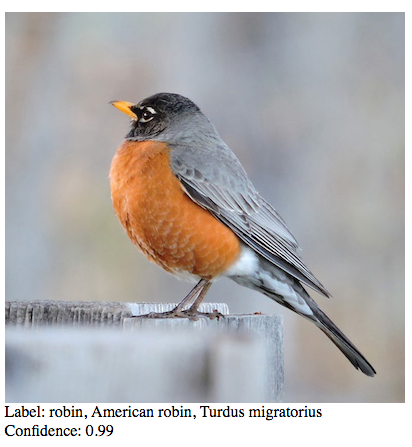 Label: robin, American robin, Turdus migratorius
Confidence: 0.99